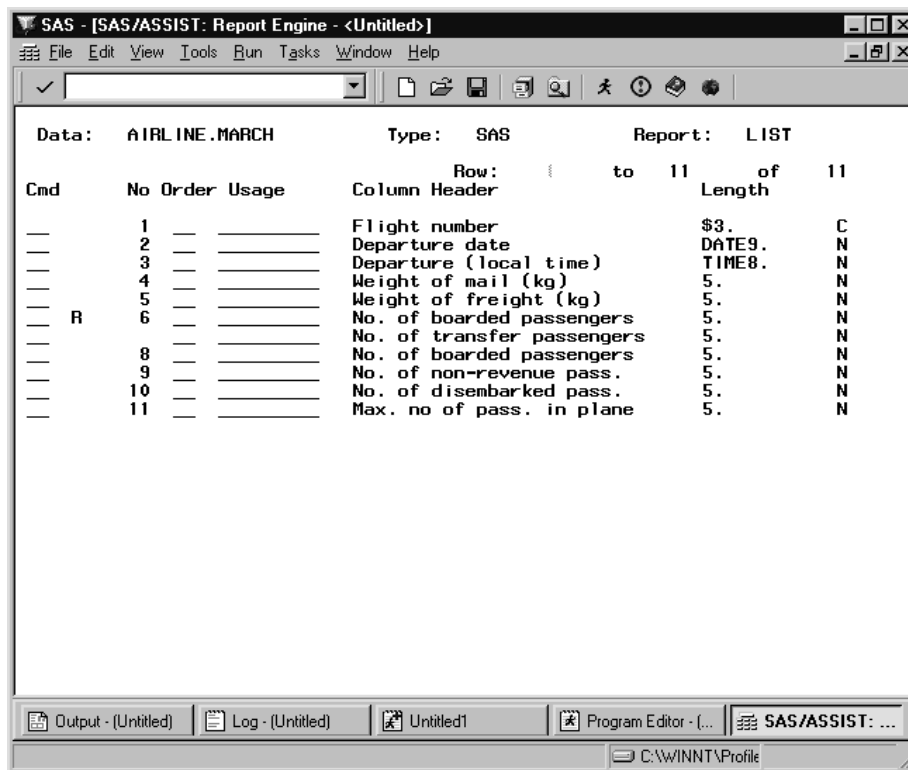 SAS - [SAS/ASSIST: Report Engine - <Untitled>]
File Edit View Tools Run Tasks Window Help
Data: AIRLINE.MARCH Type: SAS Report: LIST
Row: to 11 of 11
Cmd No Order Usage Column Header Length
1 Flight number $3. C
2 Departure date DATE9. N
3 Departure (local time) TIME8. N
4 Weight of mail (kg) 5. N
5 Weight of freight (kg) 5. N
R 6 No. of boarded passengers 5. N
No. of transfer passengers 5. N
8 No. of boarded passengers 5. N
9 No. of non-revenue pass. 5. N
10 No. of disembarked pass. 5. N
11 Max. no of pass. in plane 5. N
Output - (Untitled) Log - (Untitled) Untitled1 Program Editor - (... SAS/ASSIST: ...
C:\WINNT\Profile